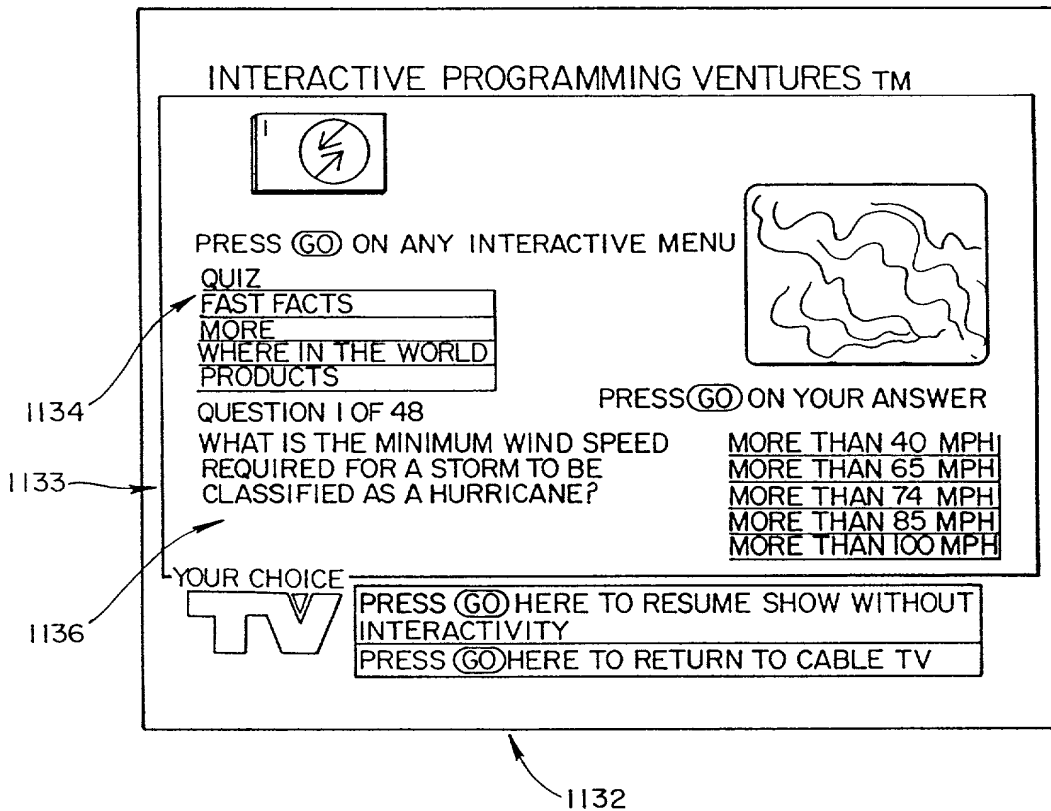 INTERACTIVE PROGRAMMING VENTURES TM
PRESS GO ON ANY INTERACTIVE MENU
QUIZ
FAST FACTS
MORE
WHERE IN THE WORLD
PRODUCTS
1134
QUESTION 1 OF 48
PRESS GO ON YOUR ANSWER
WHAT IS THE MINIMUM WIND SPEED
REQUIRED FOR A STORM TO BE
CLASSIFIED AS A HURRICANE?
MORE THAN 40 MPH
MORE THAN 65 MPH
MORE THAN 74 MPH
MORE THAN 85 MPH
MORE THAN 100 MPH
1133
YOUR CHOICE
TV
1136
PRESS GO HERE TO RESUME SHOW WITHOUT
INTERACTIVITY
PRESS GO HERE TO RETURN TO CABLE TV
1132